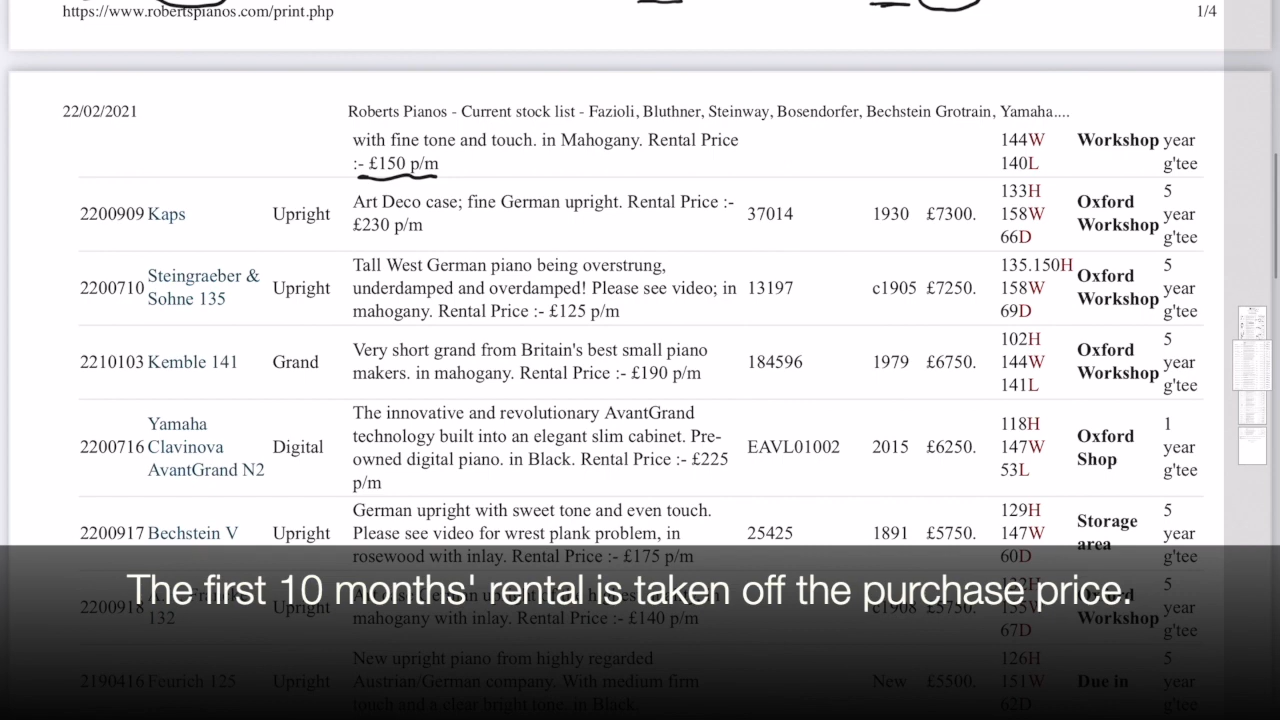 https://www.robertspianos.com/print.php 1/4
22/02/2021 Roberts Pianos - Current stock list - Fazioli, Bluthner, Steinway, Bosendorfer, Bechstein Grotrain, Yamaha....
with fine tone and touch. in Mahogany. Rental Price :- £150 p/m 144W 140L Workshop year g'tee
2200909 Kaps Upright Art Deco case; fine German upright. Rental Price :- £230 p/m 37014 1930 £7300. 133H 158W 66D Oxford Workshop 5 year g'tee
2200710 Steingraeber & Sohne 135 Upright Tall West German piano being overstrung, underdamped and overdamped! Please see video; in mahogany. Rental Price :- £125 p/m 13197 c1905 £7250. 135.150H 158W 69D Oxford Workshop 5 year g'tee
2210103 Kemble 141 Grand Very short grand from Britain's best small piano makers. in mahogany. Rental Price :- £190 p/m 184596 1979 £6750. 102H 144W 141L Oxford Workshop 5 year g'tee
2200716 Yamaha Clavinova AvantGrand N2 Digital The innovative and revolutionary AvantGrand technology built into an elegant slim cabinet. Pre-owned digital piano. in Black. Rental Price :- £225 p/m EAVL01002 2015 £6250. 118H 147W 53L Oxford Shop 1 year g'tee
2200917 Bechstein V Upright German upright with sweet tone and even touch. Please see video for wrest plank problem, in rosewood with inlay. Rental Price :- £175 p/m 25425 1891 £5750. 129H 147W 60D Storage area 5 year g'tee
The first 10 months' rental is taken off the purchase price.
2200918 132 Upright mahogany with inlay. Rental Price :- £140 p/m c1908 £5750. 67D Workshop 5 year g'tee
2190416 Feurich 125 Upright New upright piano from highly regarded Austrian/German company. With medium firm touch and a clear bright tone. in Black. New £5500. 126H 151W 62D Due in 5 year